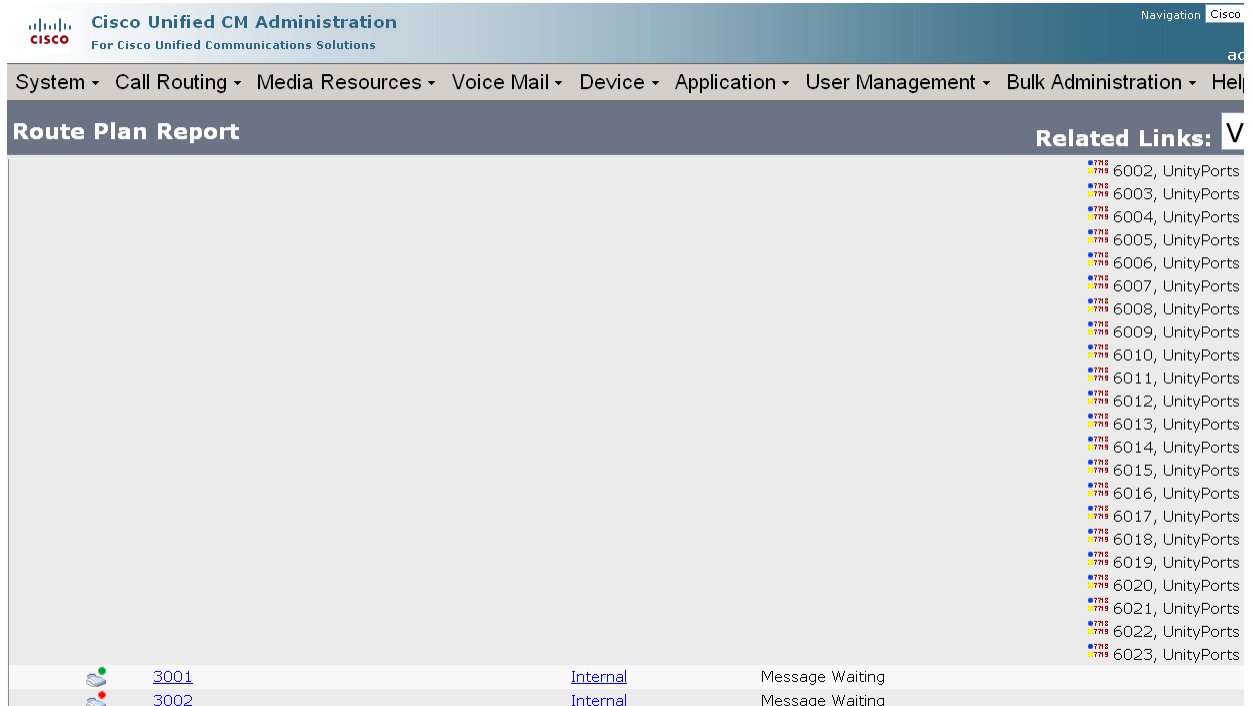 Cisco Unified CM Administration
CISCO For Cisco Unified Communications Solutions
Navigation Cisco
System Call Routing Media Resources Voice Mail Device Application User Management Bulk Administration Help
Route Plan Report
Related Links: V
6002, UnityPorts
6003, UnityPorts
6004, UnityPorts
6005, UnityPorts
6006, UnityPorts
6007, UnityPorts
6008, UnityPorts
6009, UnityPorts
6010, UnityPorts
6011, UnityPorts
6012, UnityPorts
6013, UnityPorts
6014, UnityPorts
6015, UnityPorts
6016, UnityPorts
6017, UnityPorts
6018, UnityPorts
6019, UnityPorts
6020, UnityPorts
6021, UnityPorts
6022, UnityPorts
6023, UnityPorts
3001 Internal Message Waiting
3002 Internal Message Waiting